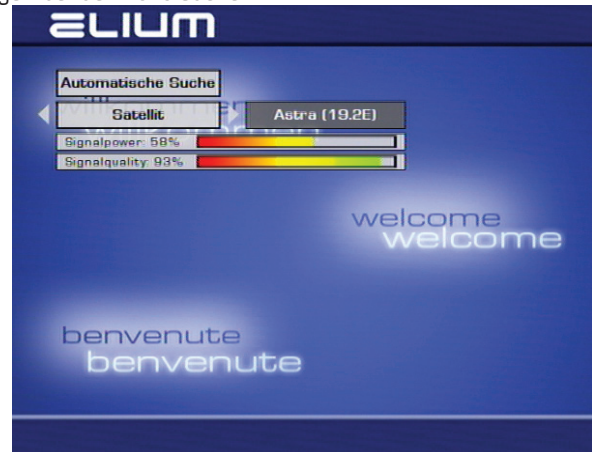 ELIUM
Automatische Suche
Satellit
Astra (19.2E)
Signalpower: 58%
Signalquality: 93%
welcome
welcome
benvenute
benvenute